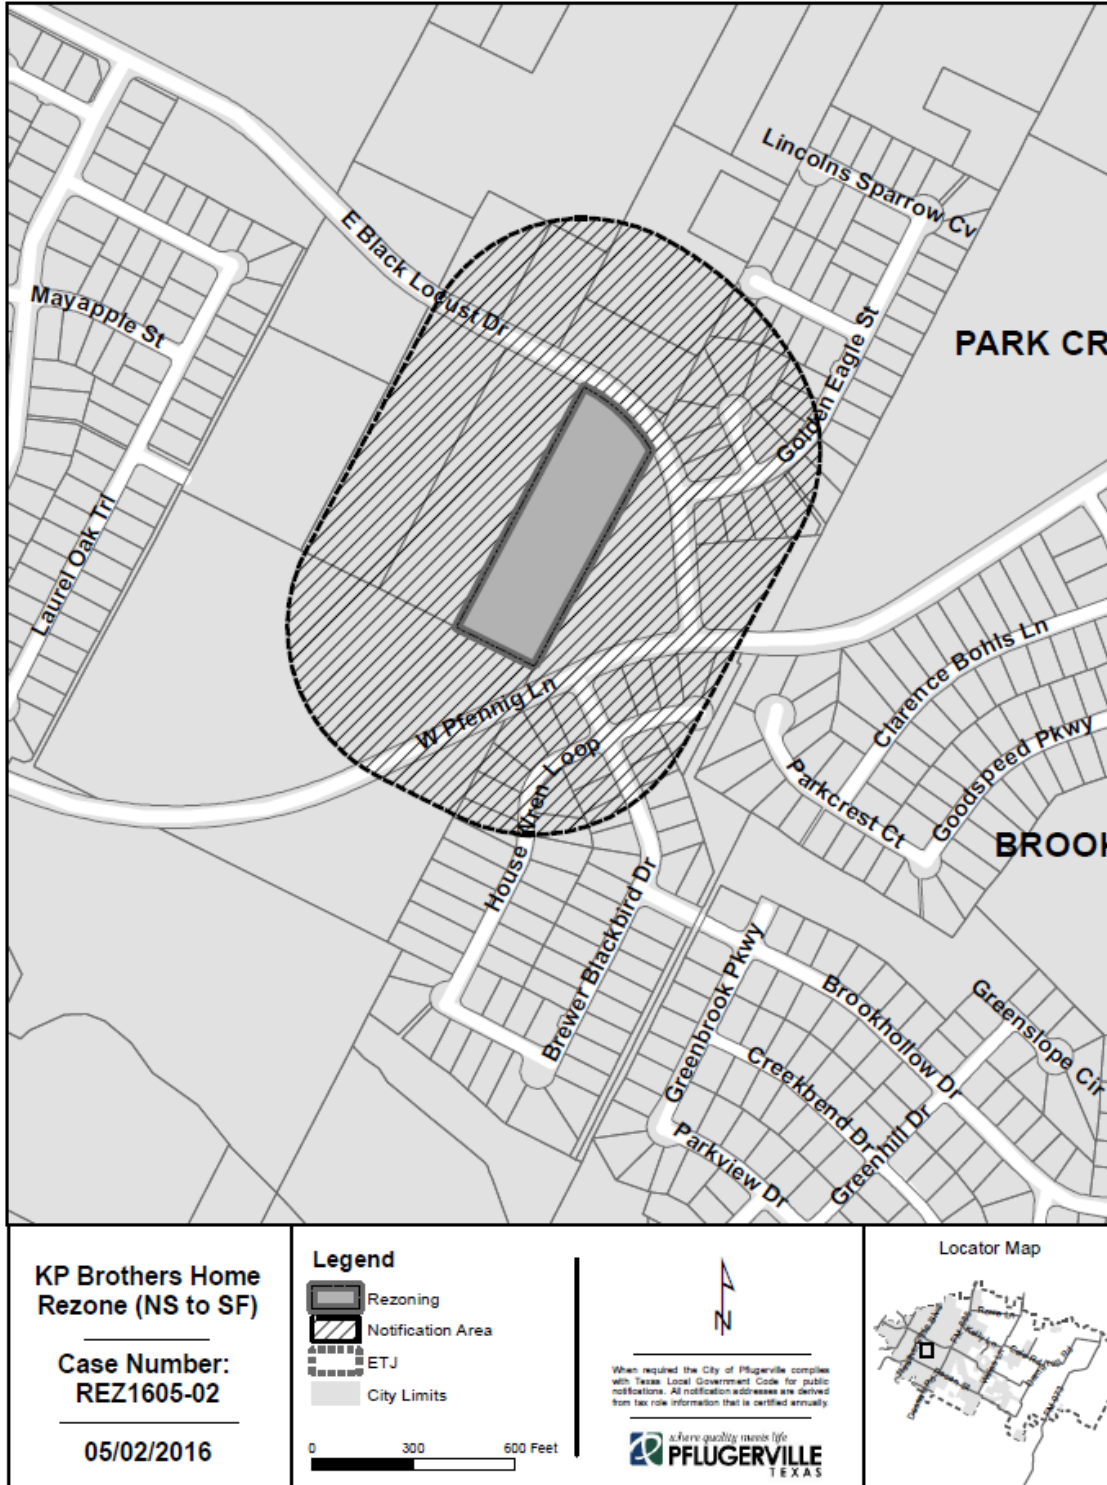 Lincolns Sparrow Cv
E Black Locust Dr
Mayapple St
PARK CR
Golden Eagle St
Laurel Oak Trl
Clarence Bohls Ln
W Pfennig Ln
Goodspeed Pkwy
House Wren Loop
Parkcrest Ct
BROOK
Brewer Blackbird Dr
Greenbrook Pkwy
Brookhollow Dr
Greenslope Cir
Creekbend Dr
Greenhill Dr
Parkview Dr
KP Brothers Home
Rezone (NS to SF)
Case Number:
REZ1605-02
05/02/2016
Legend
Rezoning
Notification Area
ETJ
City Limits
0 300 600 Feet
N
When required the City of Pflugerville complies
with Texas Local Government Code for public
notifications. All notification addresses are derived
from tax role information that is certified annually.
where quality meets life
PFLUGERVILLE
TEXAS
Locator Map
Rowe Ln
Kelly Ln